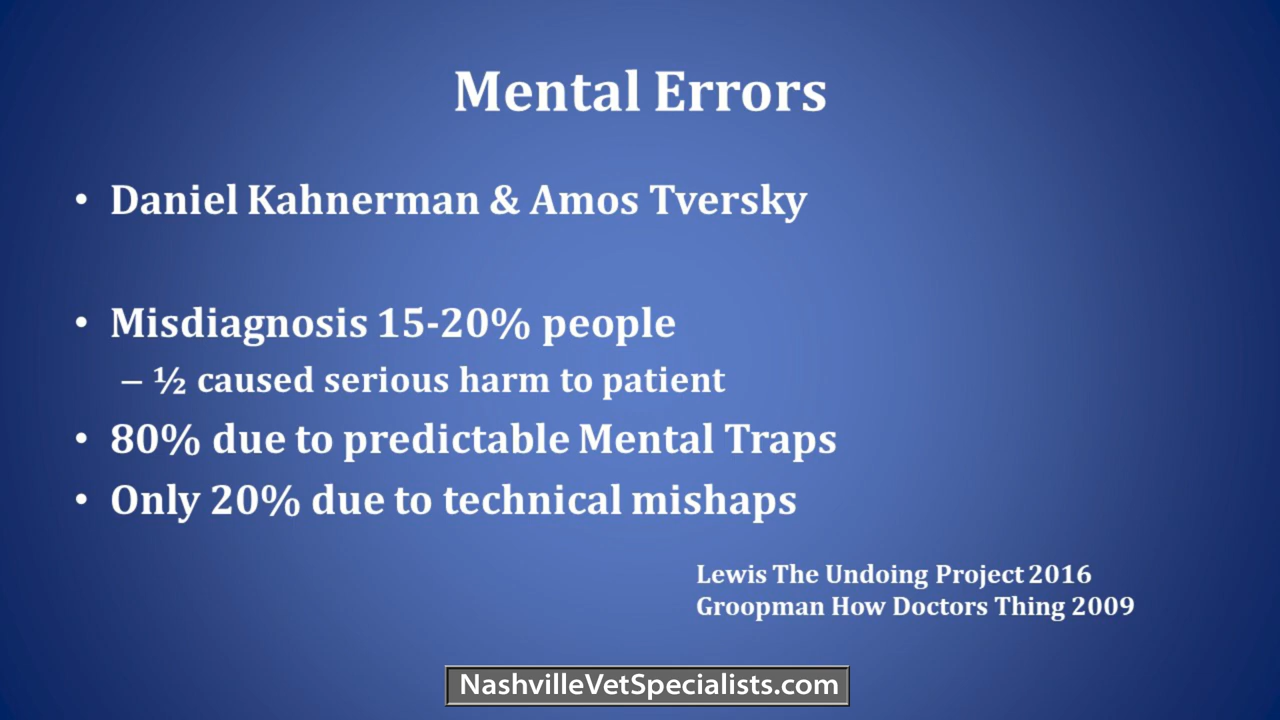 Mental Errors
• Daniel Kahnerman & Amos Tversky
• Misdiagnosis 15-20% people
– ½ caused serious harm to patient
• 80% due to predictable Mental Traps
• Only 20% due to technical mishaps
Lewis The Undoing Project 2016
Groopman How Doctors Thing 2009
NashvilleVetSpecialists.com